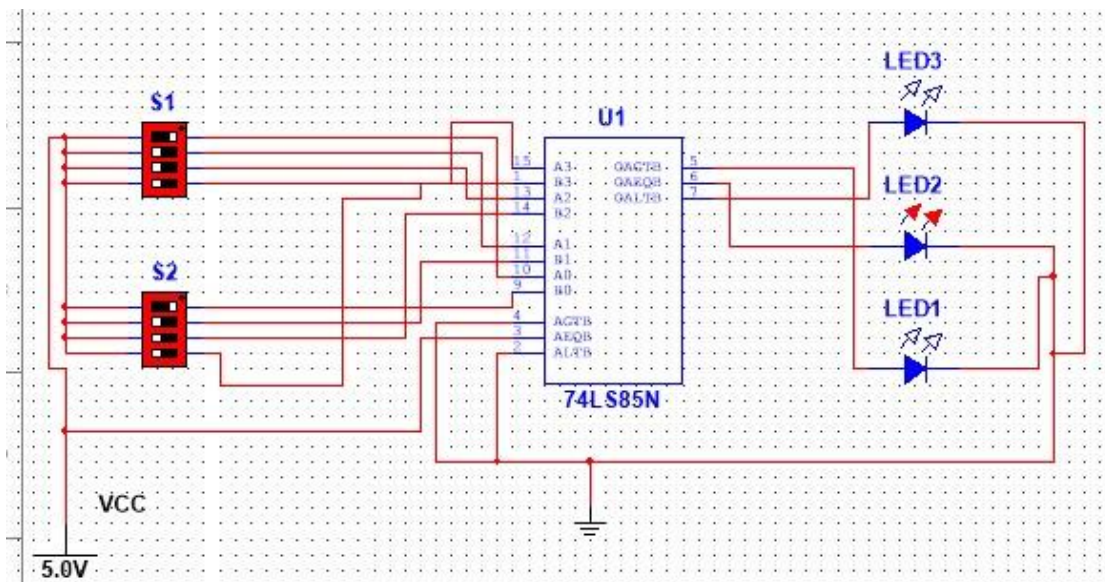 LED3
S1
U1
15 A3 OAGTB 5
1 B3 OAEQB 6
13 A2 OALTB 7
14 B2
LED2
12 A1
11 B1
10 A0
9 B0
S2
4 AGTB
3 AEQB
2 ALTB
LED1
74LS85N
VCC
5.0V